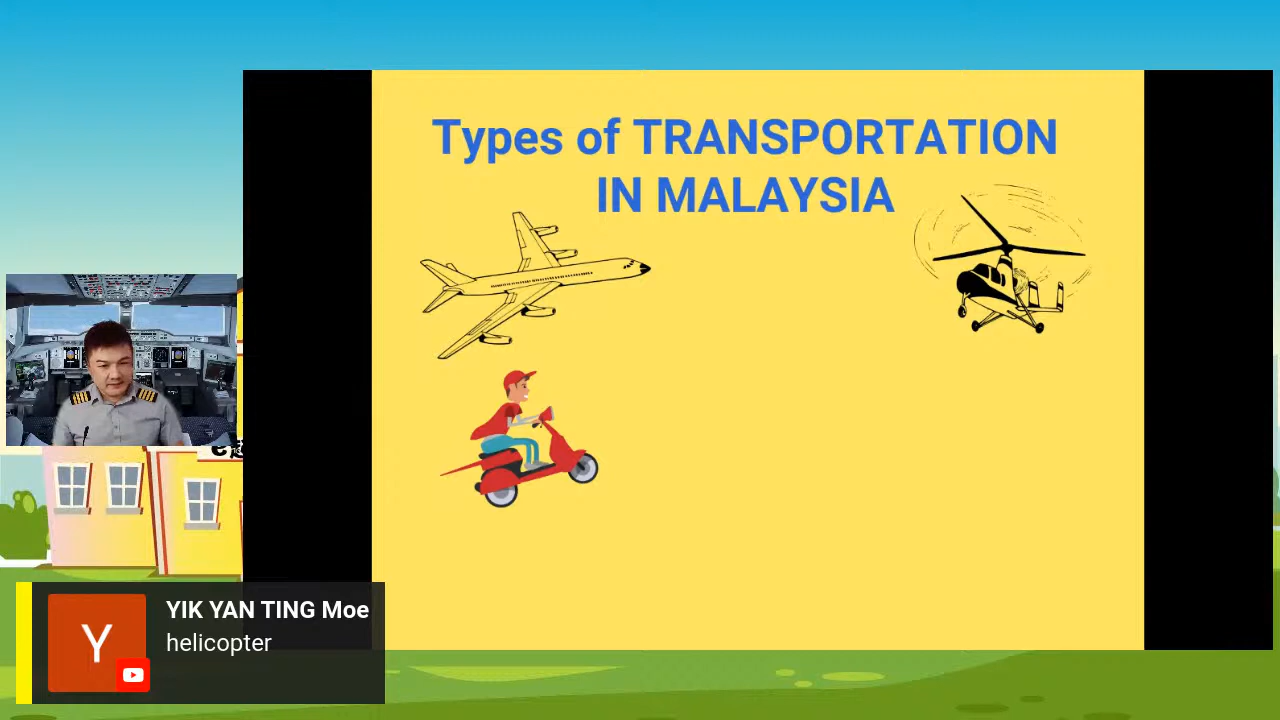 Types of TRANSPORTATION
IN MALAYSIA
YIK YAN TING Moe
helicopter
Y